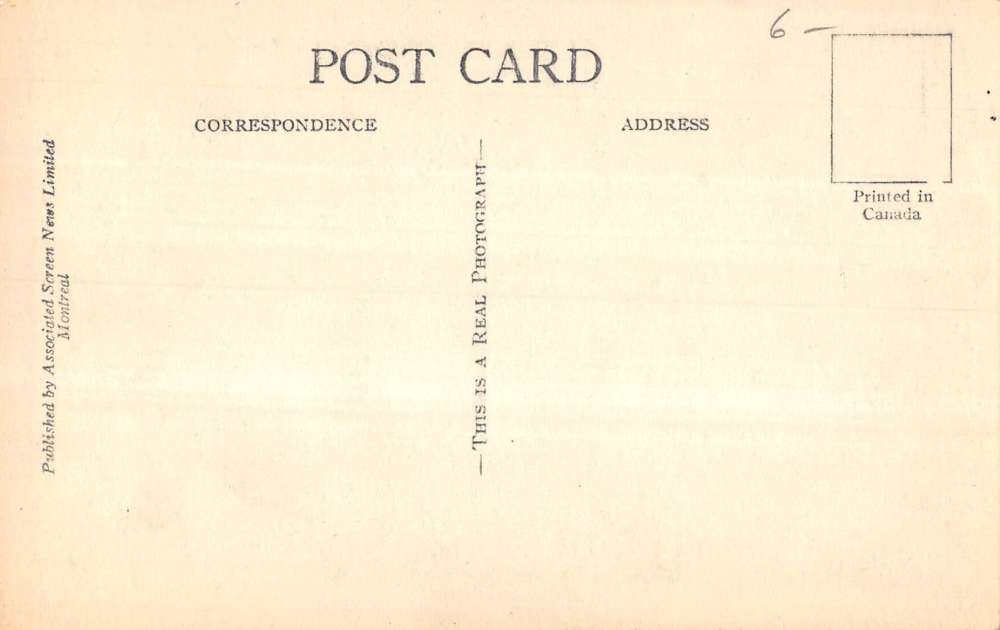 6 —
POST CARD
CORRESPONDENCE
ADDRESS
Printed in
Canada
Published by Associated Screen News Limited
Montreal
—THIS IS A REAL PHOTOGRAPH—